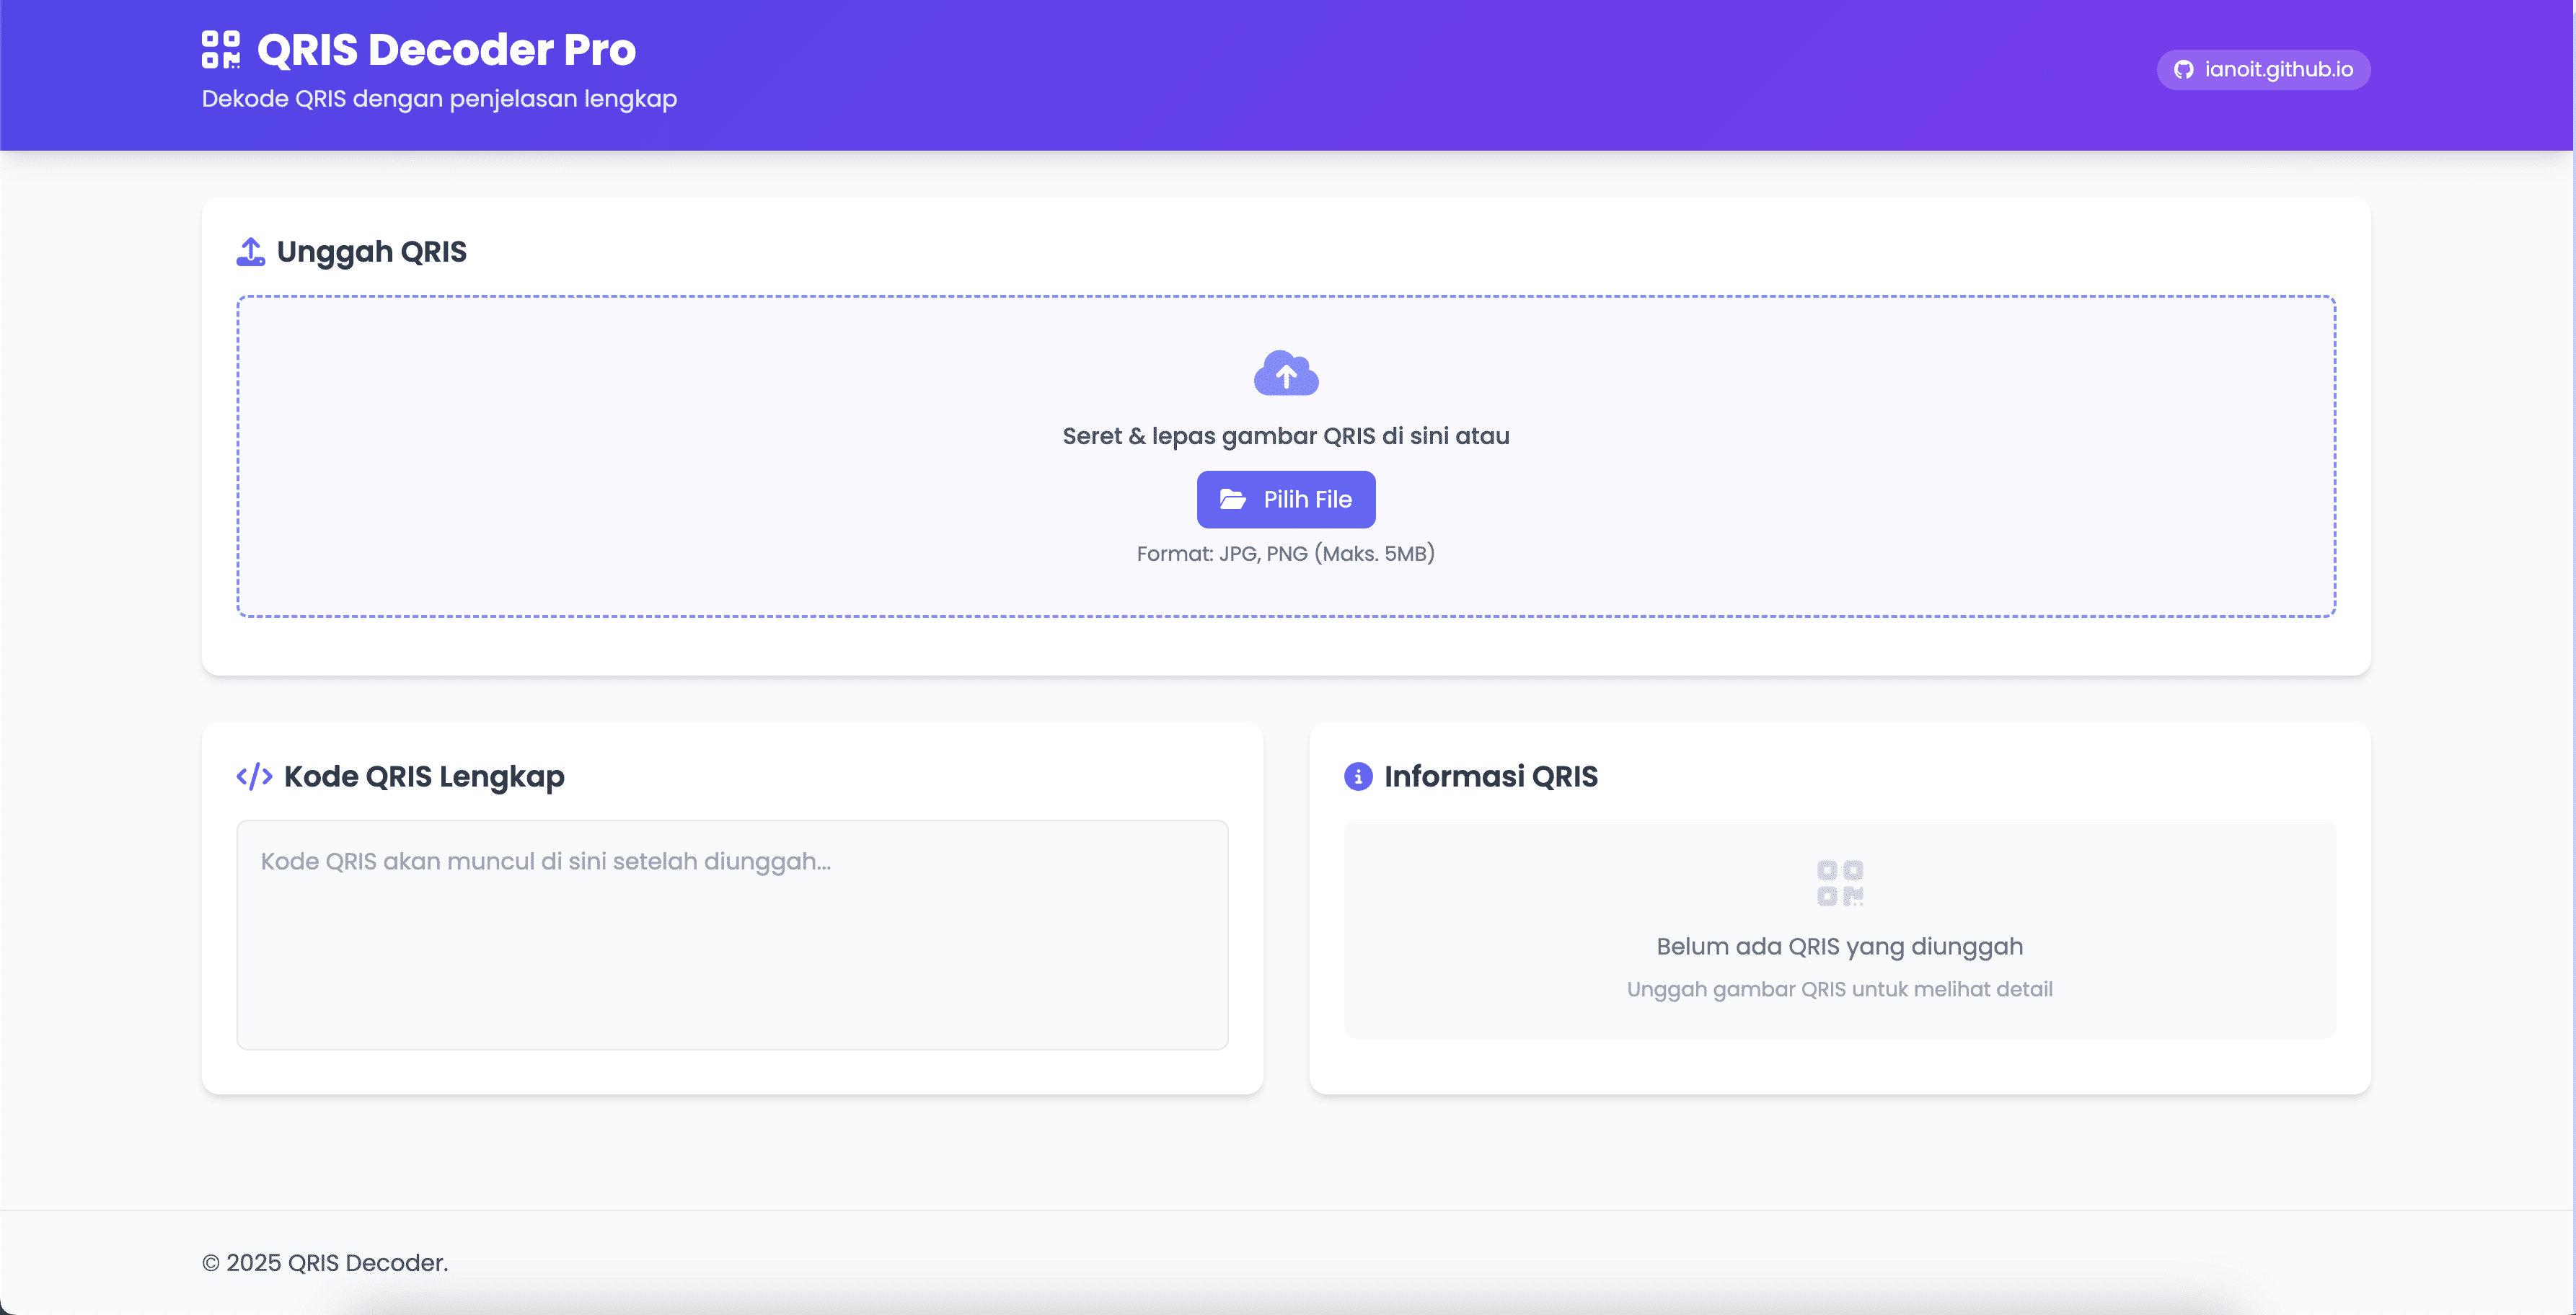 QRIS Decoder Pro
Dekode QRIS dengan penjelasan lengkap
ianoit.github.io
Unggah QRIS
Seret & lepas gambar QRIS di sini atau
Pilih File
Format: JPG, PNG (Maks. 5MB)
Kode QRIS Lengkap
Kode QRIS akan muncul di sini setelah diunggah...
Informasi QRIS
Belum ada QRIS yang diunggah
Unggah gambar QRIS untuk melihat detail
© 2025 QRIS Decoder.